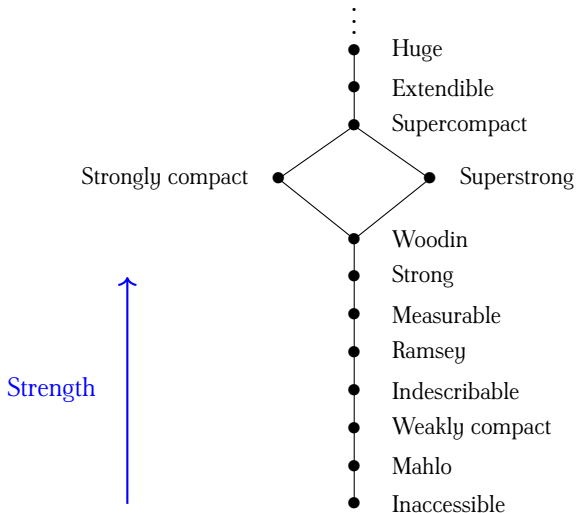 Huge
Extendible
Supercompact
Strongly compact
Superstrong
Woodin
Strong
Measurable
Ramsey
Strength
Indescribable
Weakly compact
Mahlo
Inaccessible